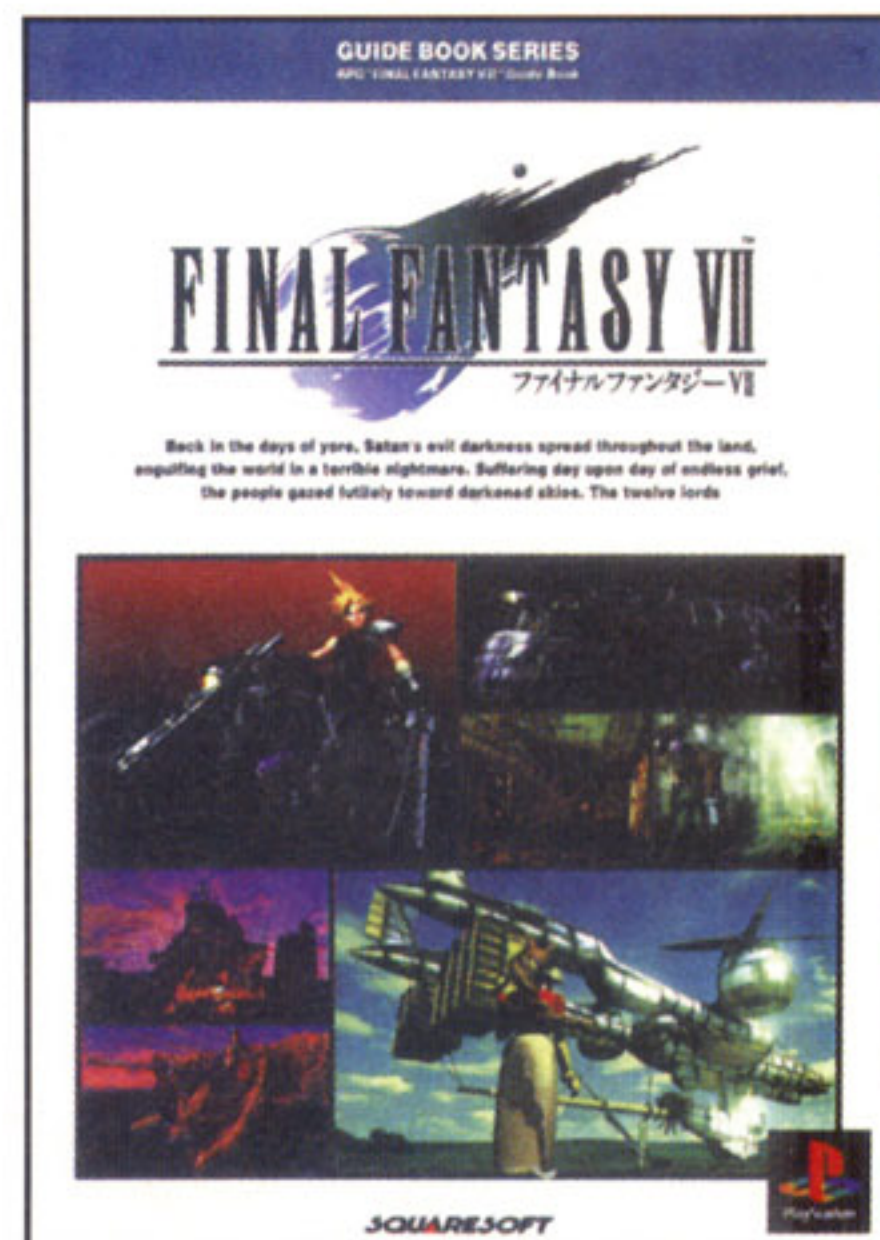 GUIDE BOOK SERIES
RPG "FINAL FANTASY VII" Guide Book
FINAL FANTASY VII™
ファイナルファンタジーVII
Back in the days of yore, Satan's evil darkness spread throughout the land,
engulfing the world in a terrible nightmare. Suffering day upon day of endless grief,
the people gazed futilely toward darkened skies. The twelve lords
SQUARESOFT
PlayStation